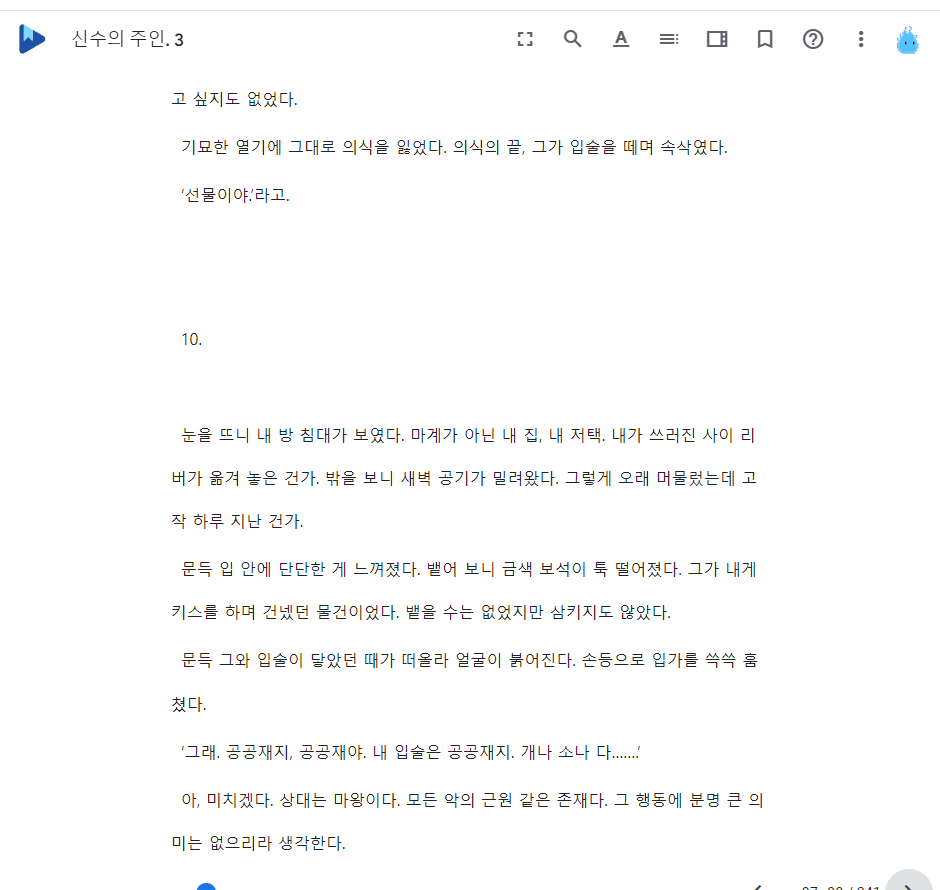 신수의 주인. 3
고 싶지도 없었다.
기묘한 열기에 그대로 의식을 잃었다. 의식의 끝, 그가 입술을 떼며 속삭였다.
‘선물이야.’라고.
10.
눈을 뜨니 내 방 침대가 보였다. 마계가 아닌 내 집, 내 저택. 내가 쓰러진 사이 리
버가 옮겨 놓은 건가. 밖을 보니 새벽 공기가 밀려왔다. 그렇게 오래 머물렀는데 고
작 하루 지난 건가.
문득 입 안에 단단한 게 느껴졌다. 뱉어 보니 금색 보석이 툭 떨어졌다. 그가 내게
키스를 하며 건넸던 물건이었다. 뱉을 수는 없었지만 삼키지도 않았다.
문득 그와 입술이 닿았던 때가 떠올라 얼굴이 붉어진다. 손등으로 입가를 쓱쓱 훔
쳤다.
‘그래. 공공재지, 공공재야. 내 입술은 공공재지. 개나 소나 다…….’
아, 미치겠다. 상대는 마왕이다. 모든 악의 근원 같은 존재다. 그 행동에 분명 큰 의
미는 없으리라 생각한다.